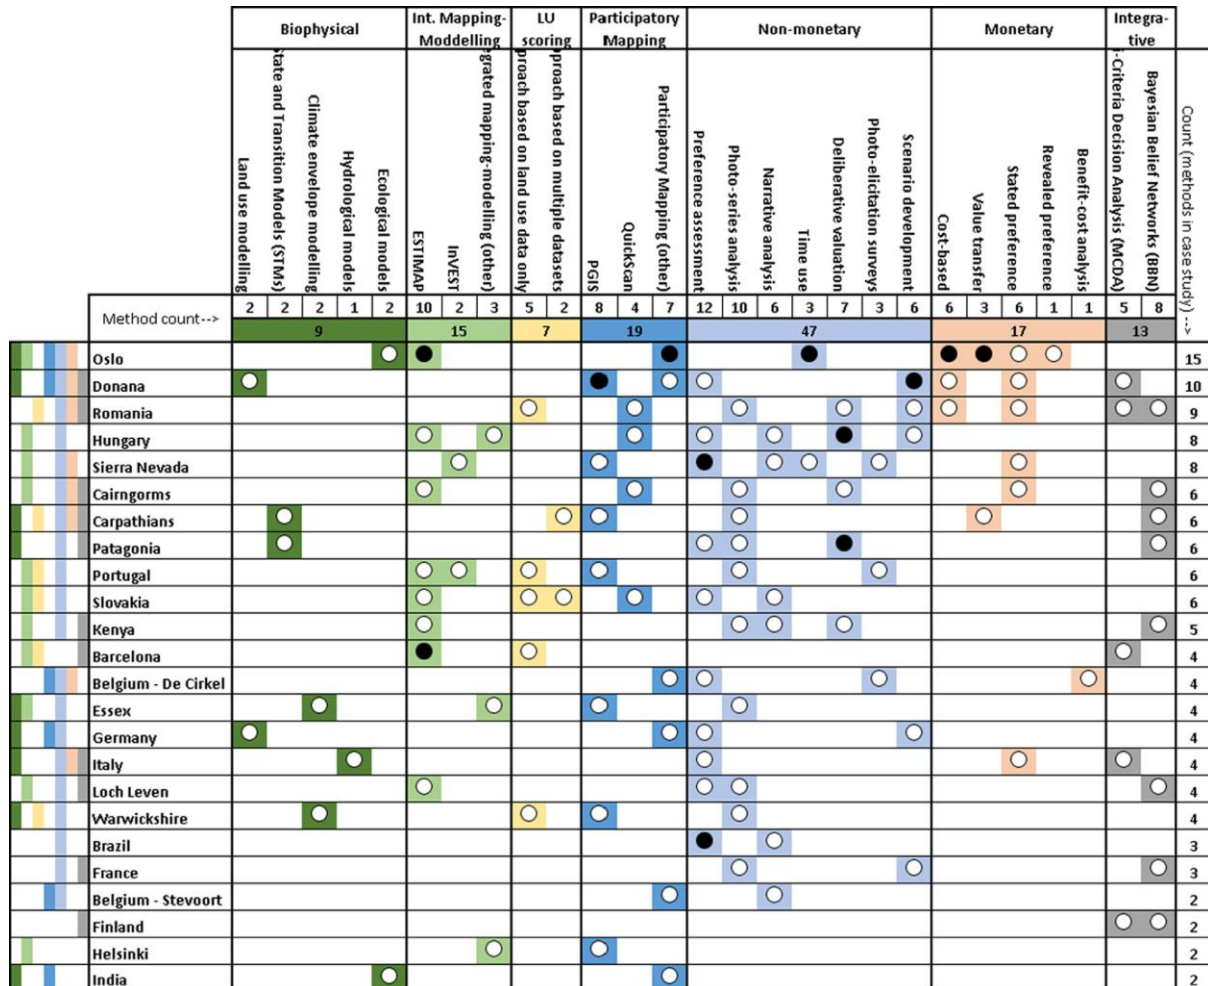 Biophysical
Int. Mapping-
Moddelling
LU
scoring
Participatory
Mapping
Non-monetary
Monetary
Integra-
tive
Land use modelling
State and Transition Models (STMs)
Climate envelope modelling
Hydrological models
Ecological models
ESTIMAP
InVEST
grated mapping-modelling (other)
proach based on land use data only
proach based on multiple datasets
PGIS
QuickScan
Participatory Mapping (other)
Preference assessment
Photo-series analysis
Narrative analysis
Time use
Deliberative valuation
Photo-elicitation surveys
Scenario development
Cost-based
Value transfer
Stated preference
Revealed preference
Benefit-cost analysis
i-Criteria Decision Analysis (MCDA)
Bayesian Belief Networks (BBN)
Count (methods in case study) -->
Method count-->
2 2 2 1 2 10 2 3 5 2 8 4 7 12 10 6 3 7 3 6 6 3 6 1 1 5 8
9 15 7 19 47 17 13
Oslo 15
Donana 10
Romania 9
Hungary 8
Sierra Nevada 8
Cairngorms 6
Carpathians 6
Patagonia 6
Portugal 6
Slovakia 6
Kenya 5
Barcelona 4
Belgium - De Cirkel 4
Essex 4
Germany 4
Italy 4
Loch Leven 4
Warwickshire 4
Brazil 3
France 3
Belgium - Stevoort 2
Finland 2
Helsinki 2
India 2